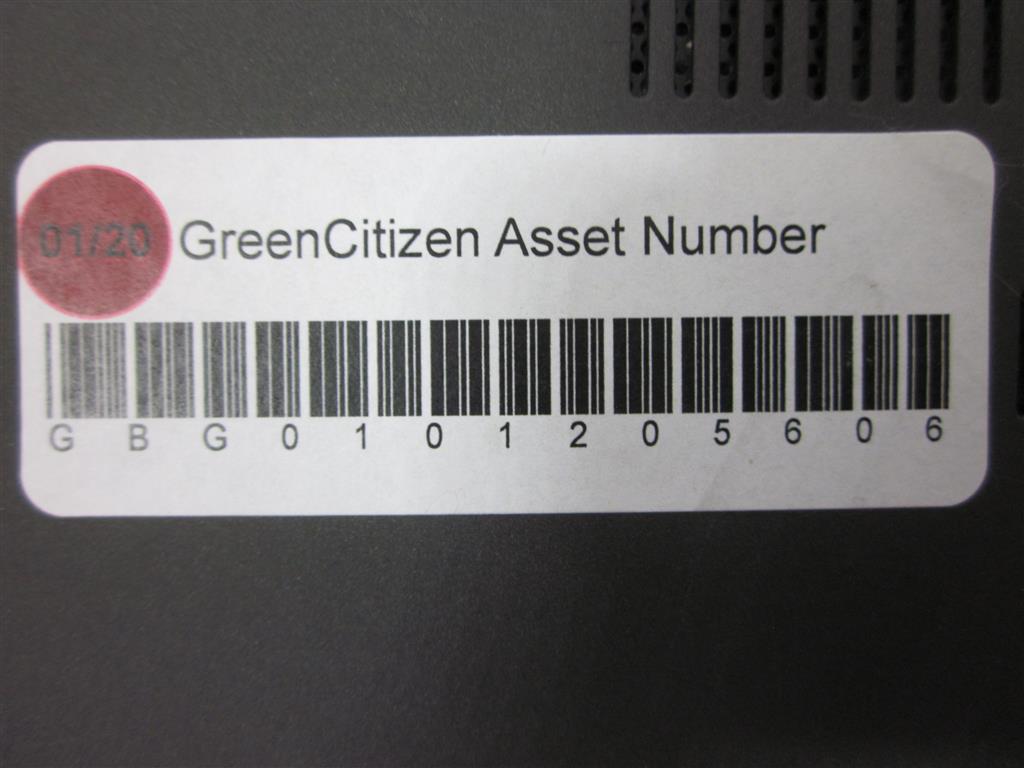 01/20 GreenCitizen Asset Number
G B G 0 1 0 1 2 0 5 6 0 6